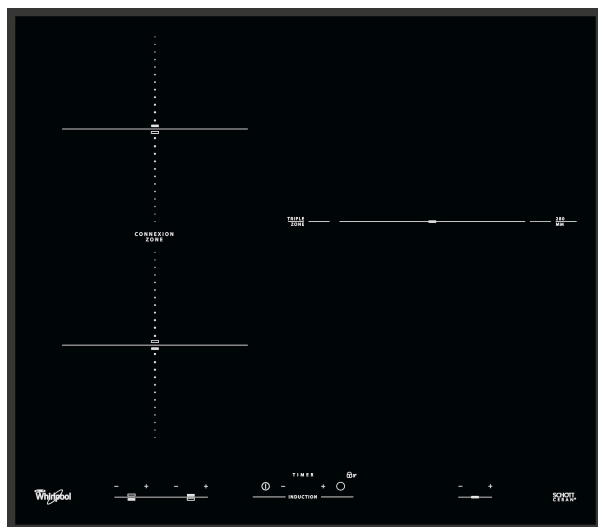 TRIPLE
ZONE
280
MM
CONNEXION
ZONE
TIMER
- + - + - + - +
INDUCTION
Whirlpool
SCHOTT
CERAN®